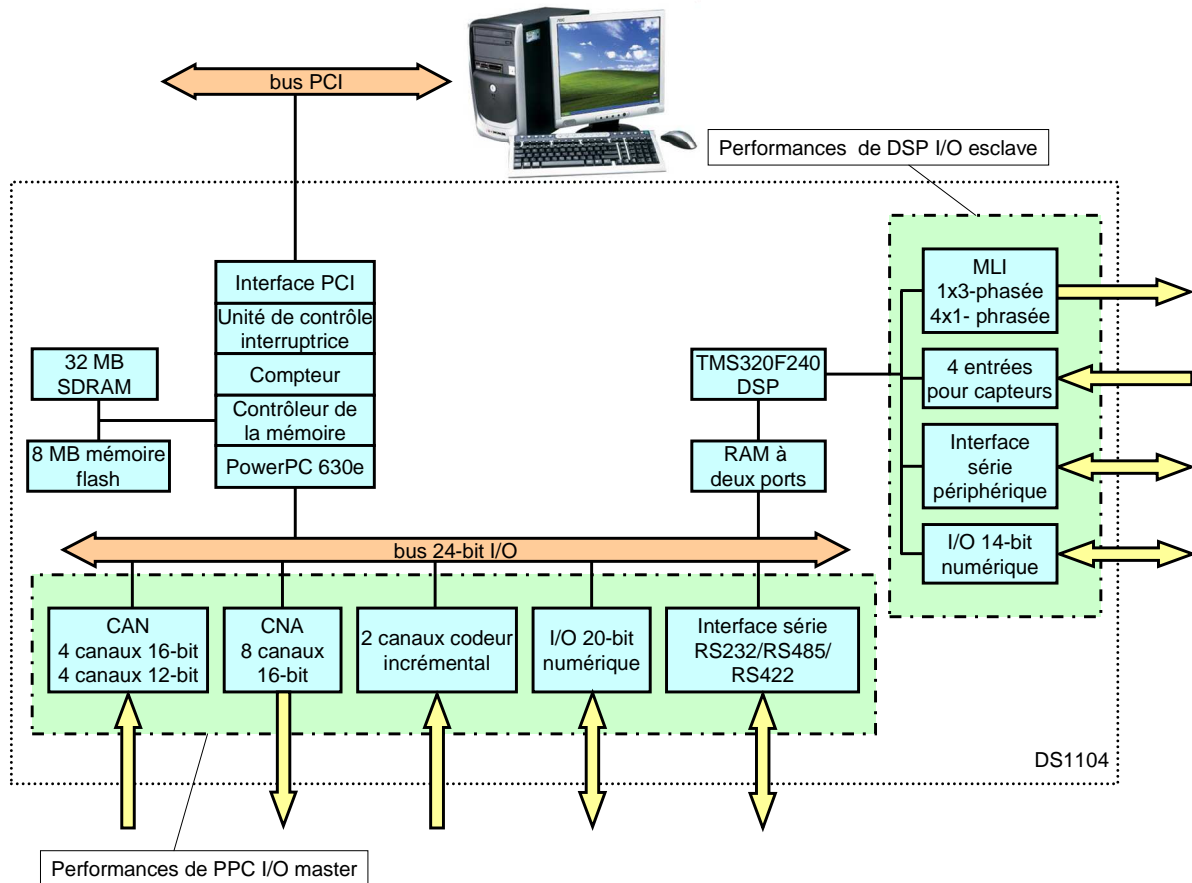 bus PCI
Performances de DSP I/O esclave
Interface PCI
Unité de contrôle
interruptrice
Compteur
Contrôleur de
la mémoire
PowerPC 630e
32 MB
SDRAM
8 MB mémoire
flash
TMS320F240
DSP
RAM à
deux ports
MLI
1x3-phasée
4x1- phrasée
4 entrées
pour capteurs
Interface
série
périphérique
I/O 14-bit
numérique
bus 24-bit I/O
CAN
4 canaux 16-bit
4 canaux 12-bit
CNA
8 canaux
16-bit
2 canaux codeur
incrémental
I/O 20-bit
numérique
Interface série
RS232/RS485/
RS422
DS1104
Performances de PPC I/O master